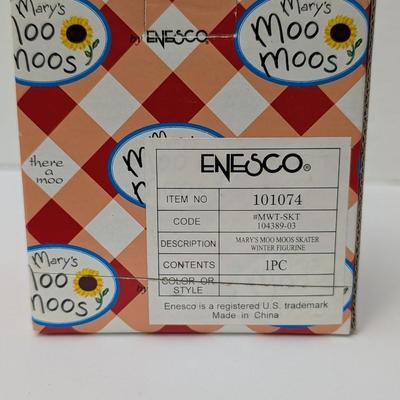 Mary's
Moo
Moos
by ENESCO
Mary's
Moo
Moos
there
a moo
ENESCO®
ITEM NO 101074
CODE #MWT-SKT
104389-03
DESCRIPTION MARY'S MOO MOOS SKATER
WINTER FIGURINE
CONTENTS 1PC
COLOR OR
STYLE
Enesco is a registered U.S. trademark
Made in China
Mary's
Moo
Moos